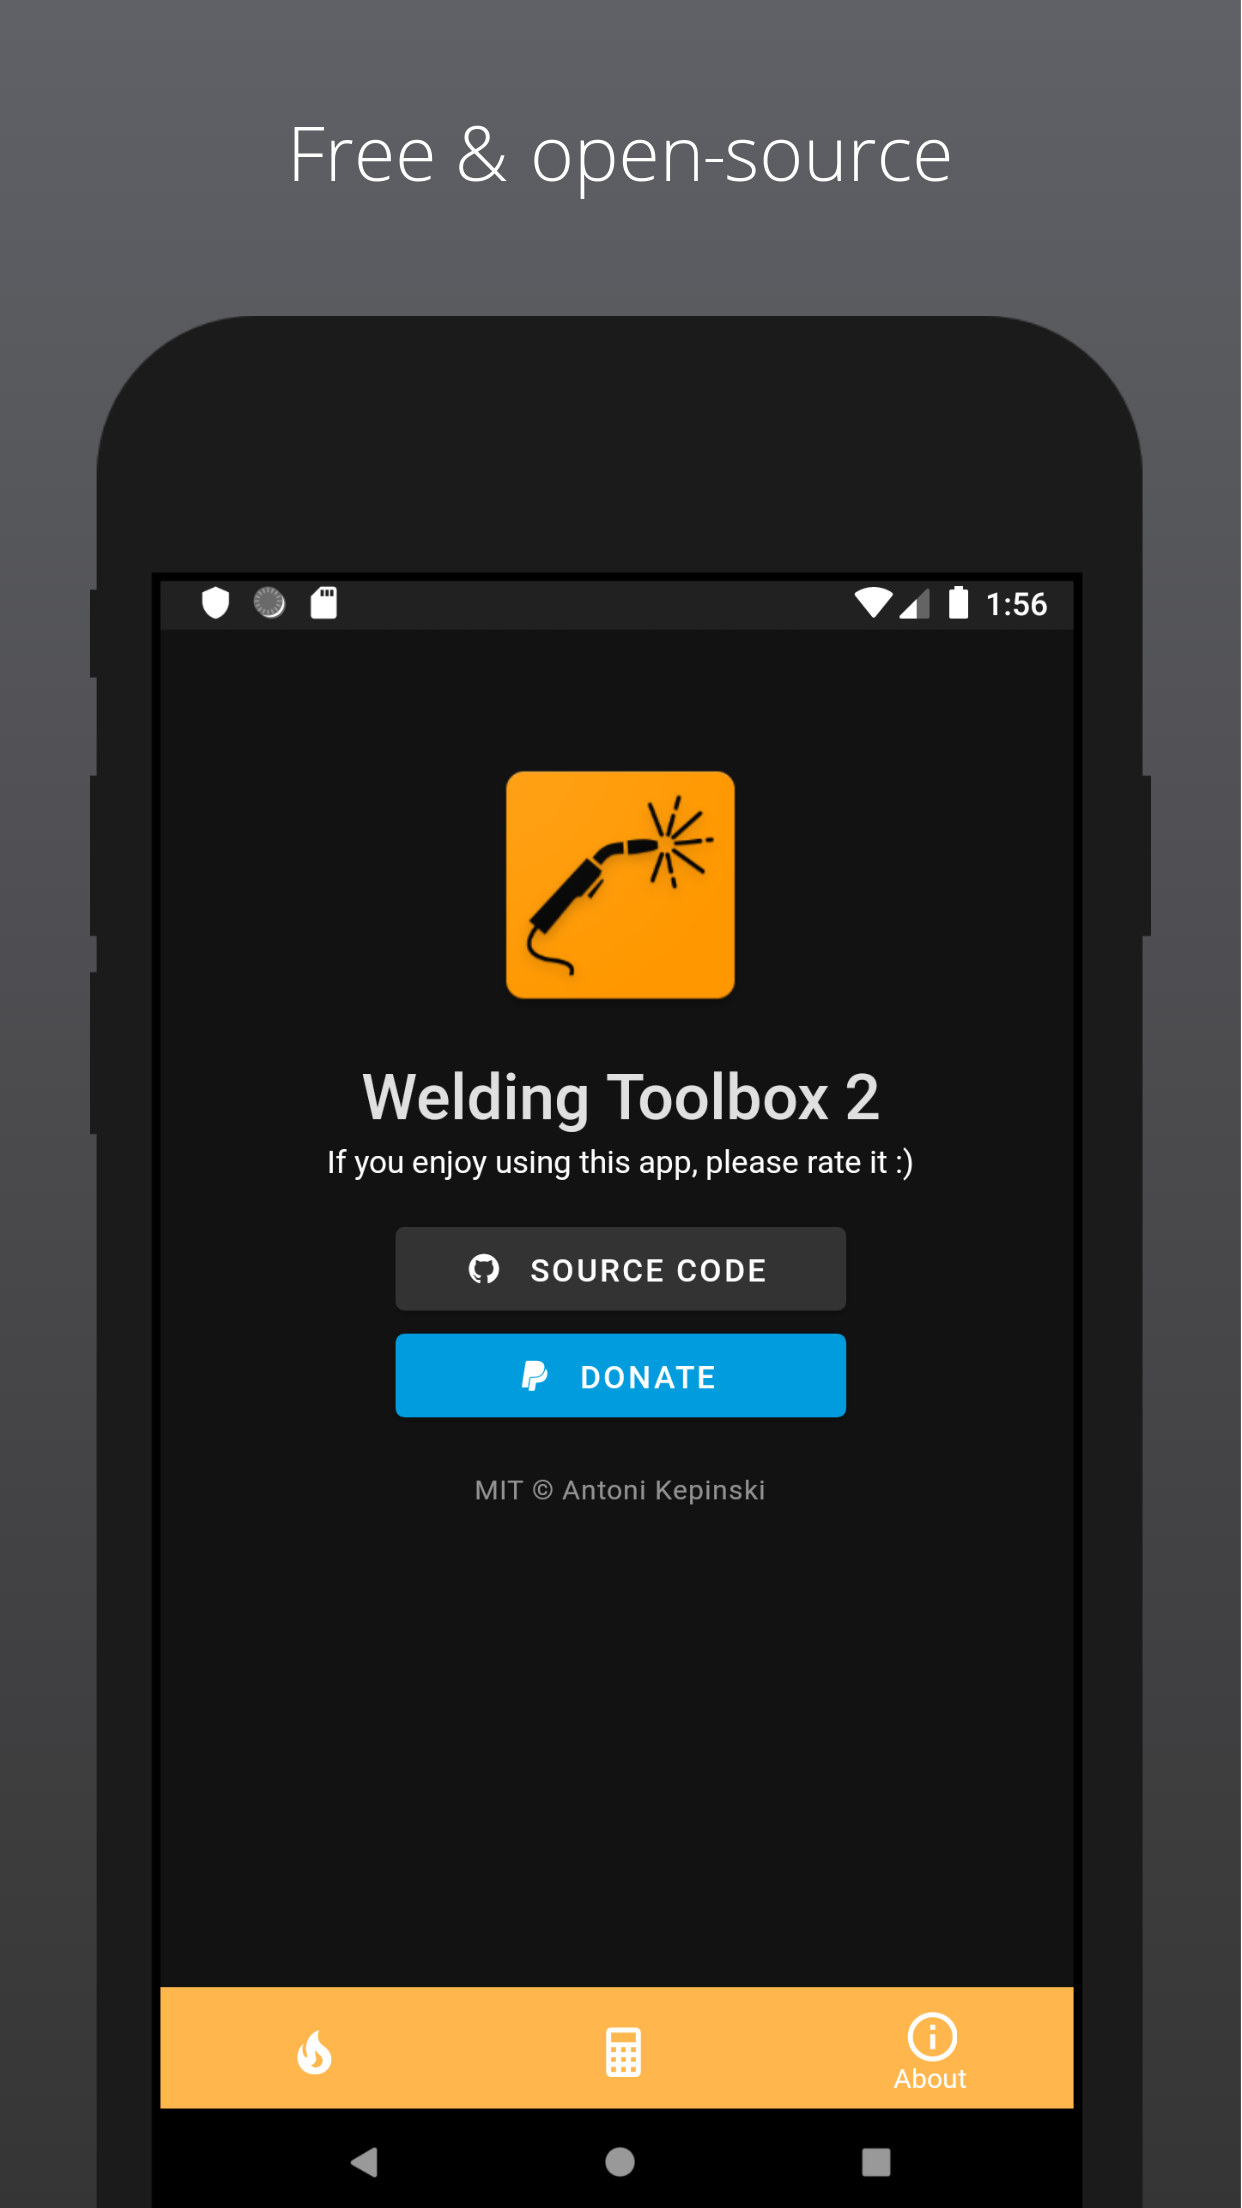 Free & open-source
1:56
Welding Toolbox 2
If you enjoy using this app, please rate it :)
SOURCE CODE
DONATE
MIT © Antoni Kepinski
About